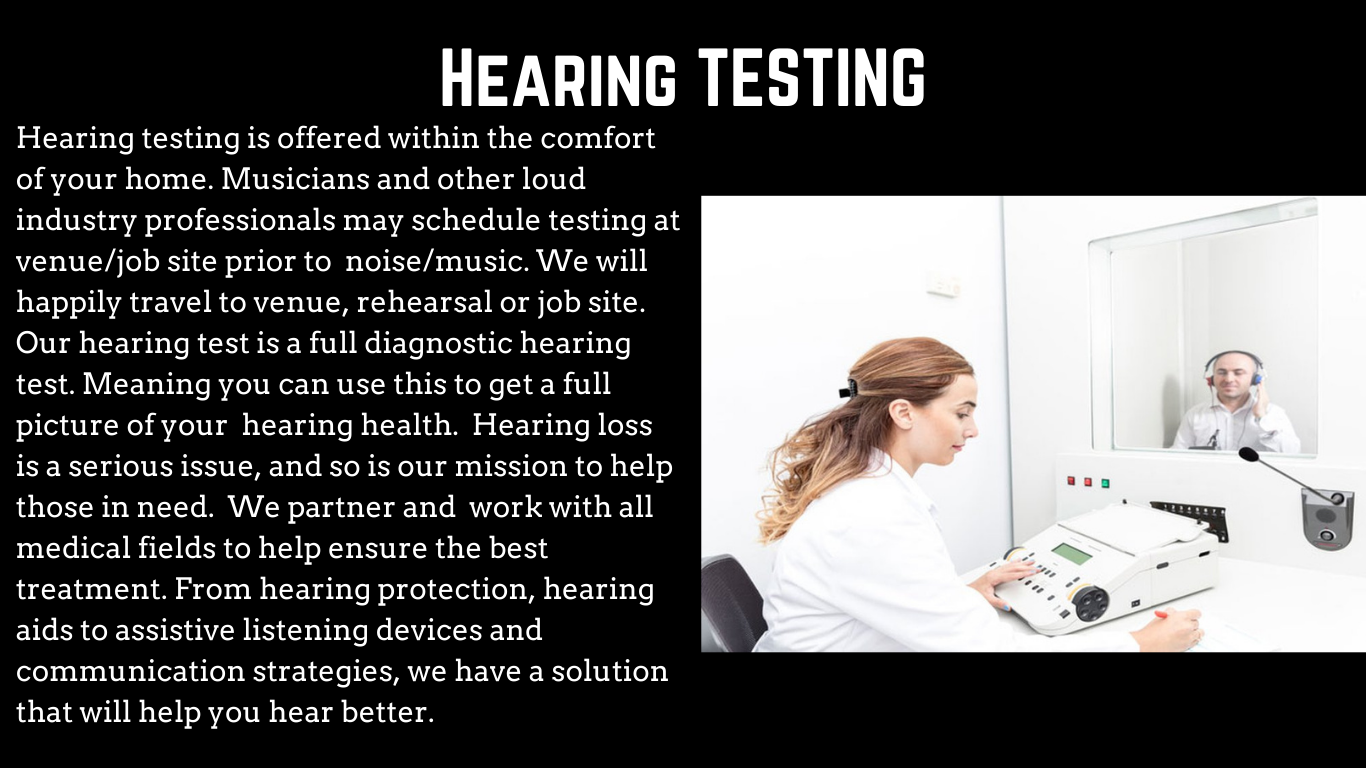 HEARING TESTING
Hearing testing is offered within the comfort
of your home. Musicians and other loud
industry professionals may schedule testing at
venue/job site prior to  noise/music. We will
happily travel to venue, rehearsal or job site.
Our hearing test is a full diagnostic hearing
test. Meaning you can use this to get a full
picture of your  hearing health.  Hearing loss
is a serious issue, and so is our mission to help
those in need.  We partner and  work with all
medical fields to help ensure the best
treatment. From hearing protection, hearing
aids to assistive listening devices and
communication strategies, we have a solution
that will help you hear better.